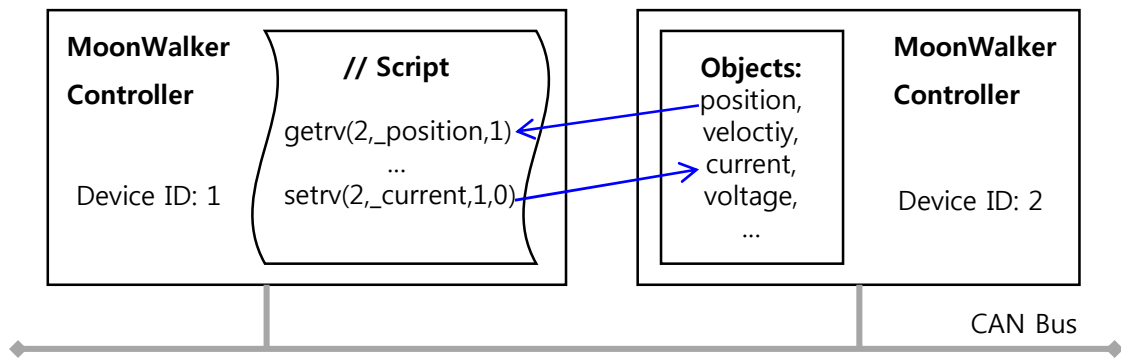 MoonWalker
Controller
Device ID: 1
// Script
getrv(2,_position,1)
...
setrv(2,_current,1,0)
Objects:
position,
veloctiy,
current,
voltage,
...
MoonWalker
Controller
Device ID: 2
CAN Bus